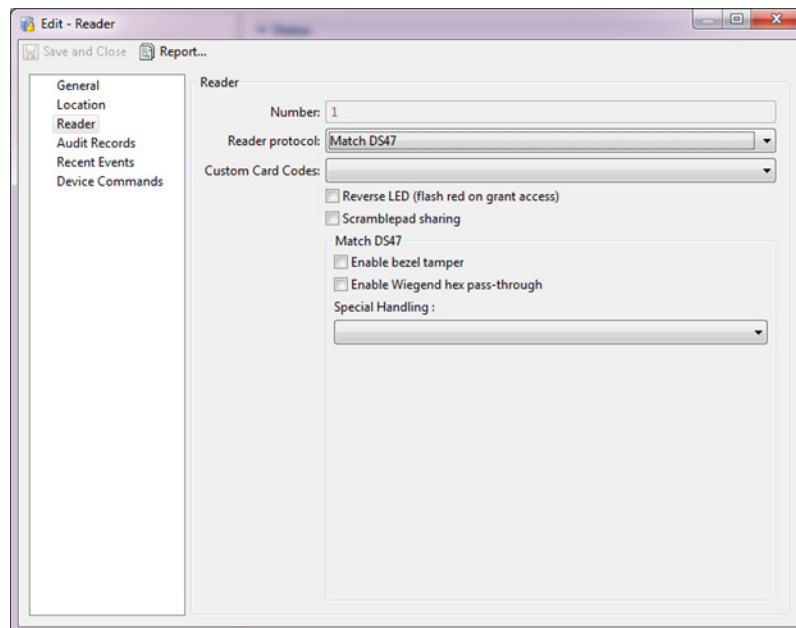 Edit - Reader
Save and Close Report...
General
Location
Reader
Audit Records
Recent Events
Device Commands
Reader
Number: 1
Reader protocol: Match DS47
Custom Card Codes:
Reverse LED (flash red on grant access)
Scramblepad sharing
Match DS47
Enable bezel tamper
Enable Wiegend hex pass-through
Special Handling :